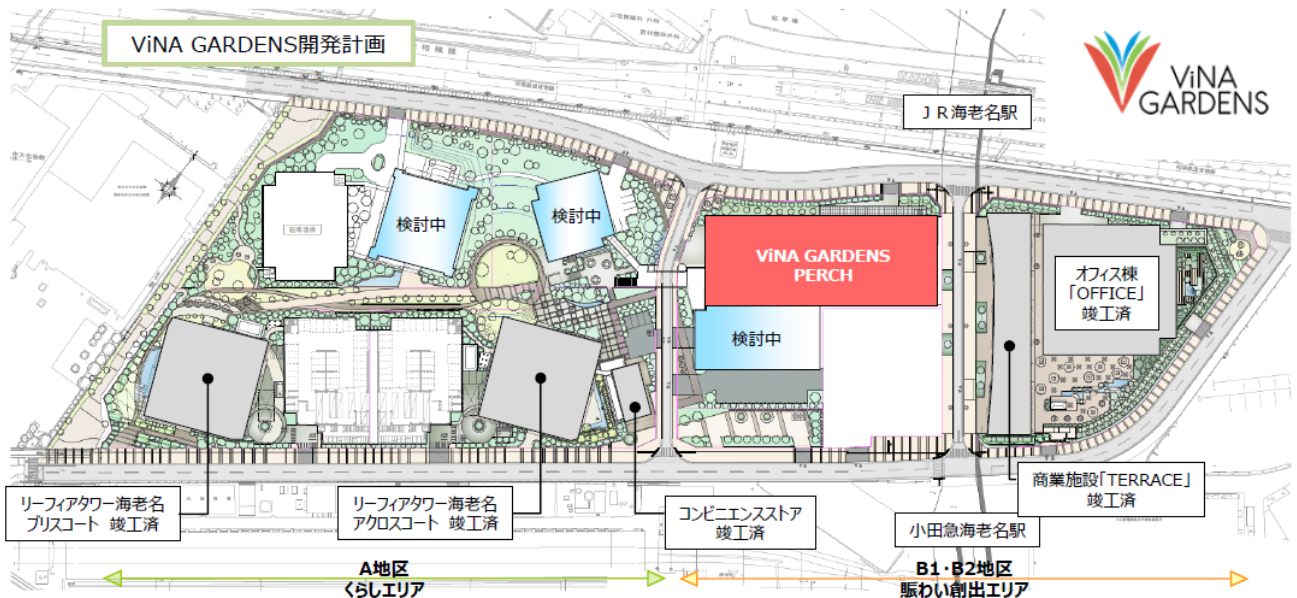 ViNA GARDENS開発計画
ViNA
GARDENS
JR海老名駅
検討中
検討中
駐車場棟
ViNA GARDENS
PERCH
検討中
オフィス棟
「OFFICE」
竣工済
リーフィアタワー海老名
ブリスコート 竣工済
リーフィアタワー海老名
アクロスコート 竣工済
コンビニエンスストア
竣工済
小田急海老名駅
商業施設「TERRACE」
竣工済
A地区
くらしエリア
B1・B2地区
賑わい創出エリア